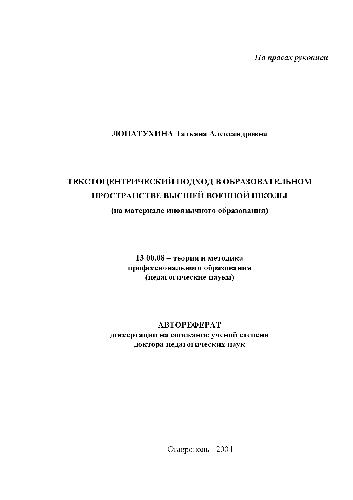 На правах рукописи
ЛОПАТУХИНА Татьяна Александровна
ТЕКСТОЦЕНТРИЧЕСКИЙ ПОДХОД В ОБРАЗОВАТЕЛЬНОМ
ПРОСТРАНСТВЕ ВЫСШЕЙ ВОЕННОЙ ШКОЛЫ
(на материале иноязычного образования)
13.00.08 – теория и методика
профессионального образования
(педагогические науки)
АВТОРЕФЕРАТ
диссертации на соискание ученой степени
доктора педагогических наук
Ставрополь